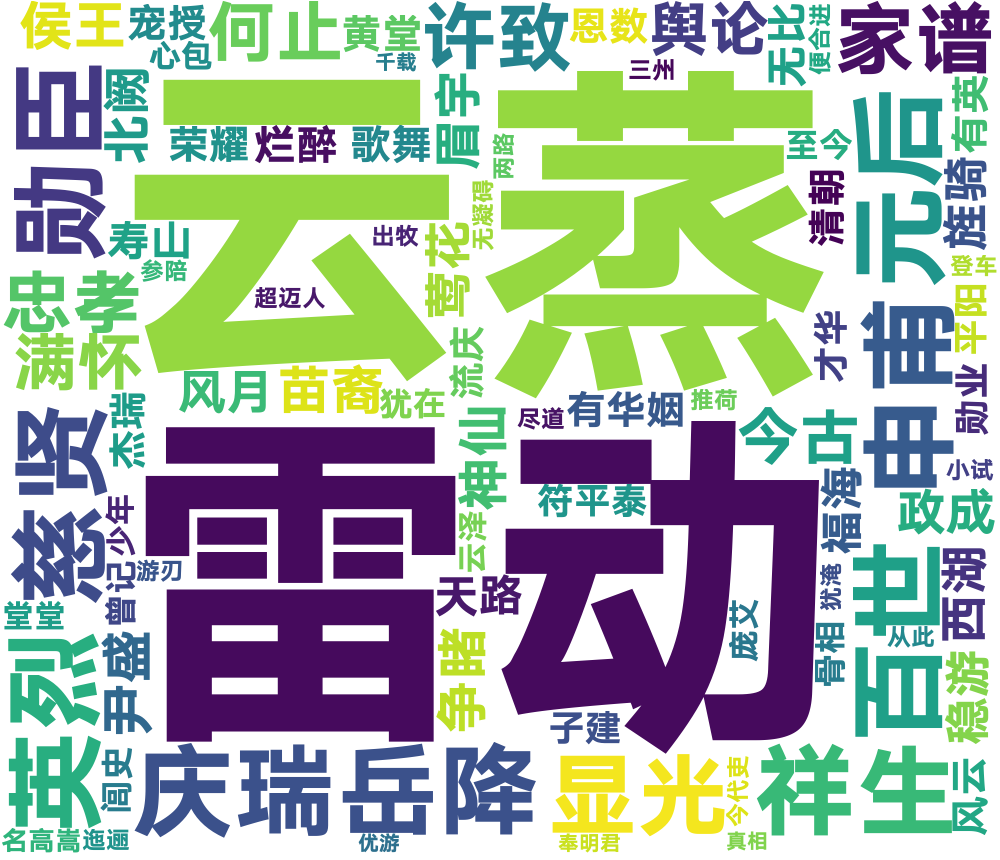 侯王
宠授
心包
何止
黄堂
千载
许致
恩数
舆论
三州
无比
便合进
家谱
勋臣
北阙
荣耀
烂醉
歌舞
眉宇
云蒸
两路
至今
元后
有英
清朝
旌骑
寿山
参陪
出牧
莺花
无凝碍
登车
忠孝
超迈人
平阳
满怀
风月
苗裔
犹在
流庆
才华
申甫
勋业
有华姻
推荷
尽道
今古
慈贤
杰瑞
神仙
小试
雷动
符平泰
福海
政成
少年
云泽
游刃
曾记
天路
犹淹
西湖
堂堂
尹盛
争睹
庞艾
骨相
百世
从此
英烈
稳游
子建
闾史
庆瑞
岳降
显光
今代吏
祥生
风云
名高嵩
迤逦
优游
奉明君
真相